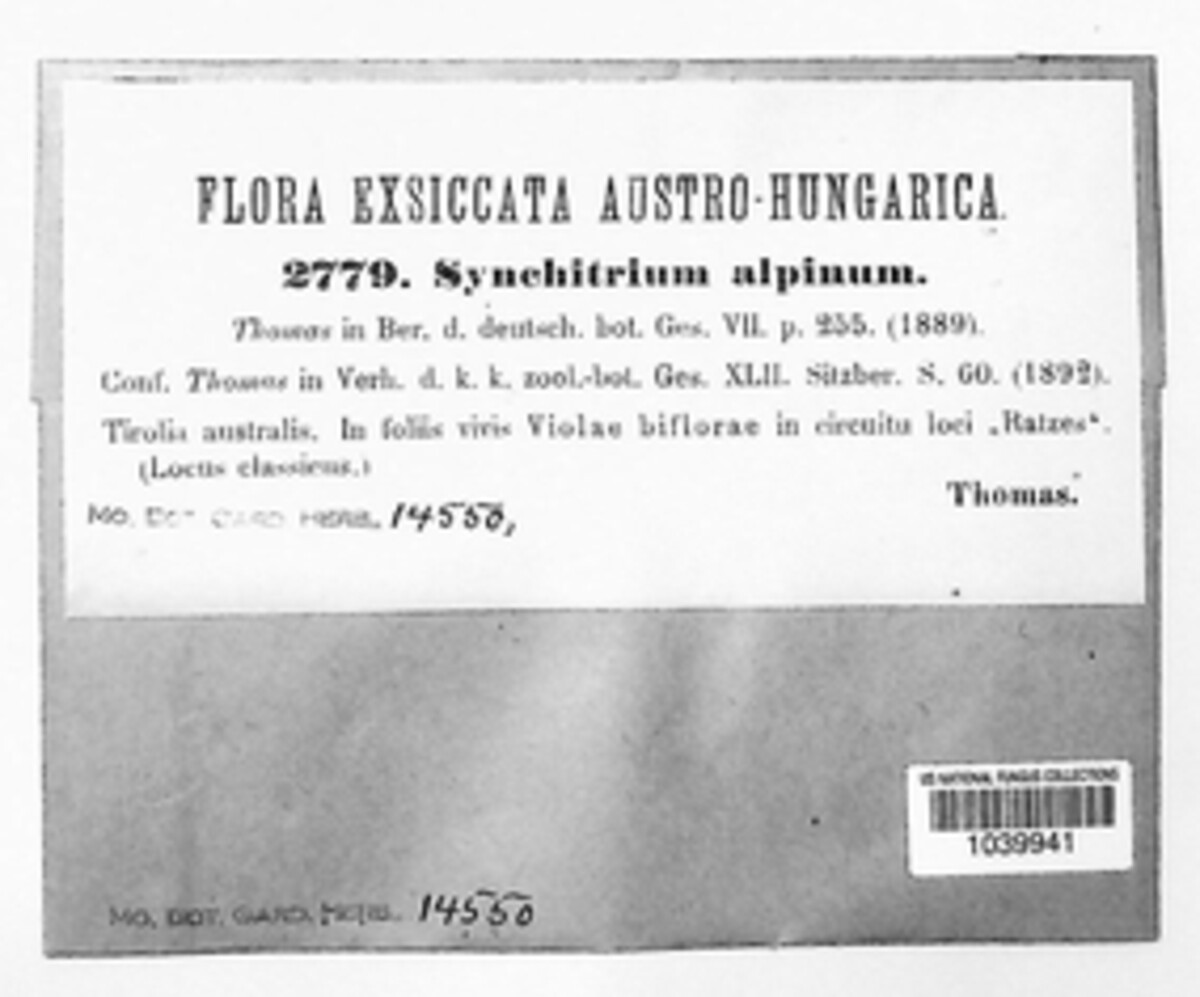 FLORA EXSICCATA AUSTRO-HUNGARICA.
2779. Synchitrium alpinum.
Thomas in Ber. d. deutsch. bot. Ges. VII. p. 255. (1889).
Conf. Thomas in Verh. d. k. k. zool.-bot. Ges. XLII. Sitzber. S. 60. (1892).
Tirolia australis. In foliis vivis Violae biflorae in circuitu loci „Ratzes“.
(Locus classicus.)
Thomas.
MO. BOT. GARD. HERB. 14550,
US NATIONAL FUNGUS COLLECTIONS
1039941
MO. BOT. GARD. HERB. 14550